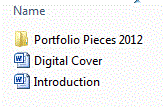 Name
Portfolio Pieces 2012
Digital Cover
Introduction